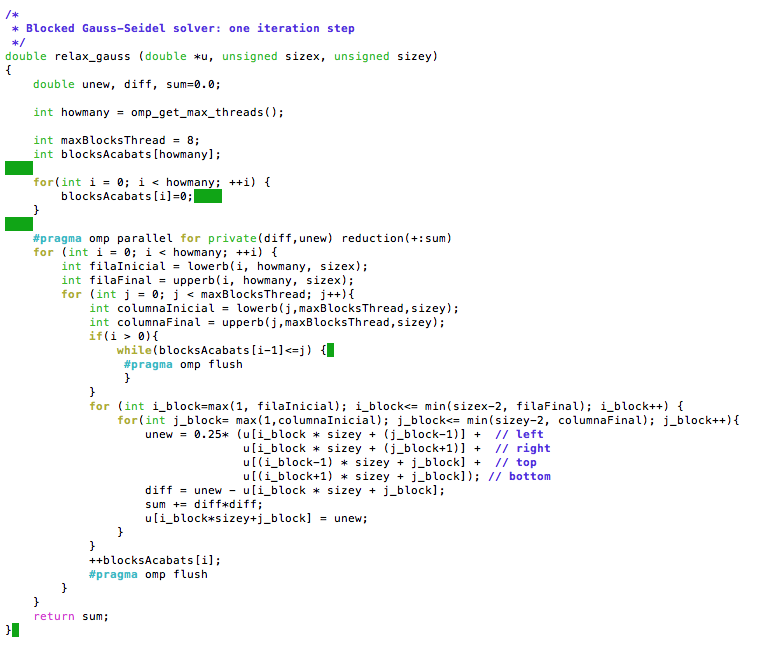 /*
 * Blocked Gauss-Seidel solver: one iteration step
 */
double relax_gauss (double *u, unsigned sizex, unsigned sizey)
{
    double unew, diff, sum=0.0;

    int howmany = omp_get_max_threads();

    int maxBlocksThread = 8;
    int blocksAcabats[howmany];

    for(int i = 0; i < howmany; ++i) {
        blocksAcabats[i]=0;
    }

    #pragma omp parallel for private(diff,unew) reduction(+:sum)
    for (int i = 0; i < howmany; ++i) {
        int filaInicial = lowerb(i, howmany, sizex);
        int filaFinal = upperb(i, howmany, sizex);
        for (int j = 0; j < maxBlocksThread; j++){
            int columnaInicial = lowerb(j,maxBlocksThread,sizey);
            int columnaFinal = upperb(j,maxBlocksThread,sizey);
            if(i > 0){
                while(blocksAcabats[i-1]<=j) {
                 #pragma omp flush
                 }
            }
            for (int i_block=max(1, filaInicial); i_block<= min(sizex-2, filaFinal); i_block++) {
                for(int j_block= max(1,columnaInicial); j_block<= min(sizey-2, columnaFinal); j_block++){
                    unew = 0.25* (u[i_block * sizey + (j_block-1)] +  // left
                                  u[i_block * sizey + (j_block+1)] +  // right
                                  u[(i_block-1) * sizey + j_block] +  // top
                                  u[(i_block+1) * sizey + j_block]); // bottom
                    diff = unew - u[i_block * sizey + j_block];
                    sum += diff*diff;
                    u[i_block*sizey+j_block] = unew;
                }
            }
            ++blocksAcabats[i];
            #pragma omp flush
        }
    }
    return sum;
}